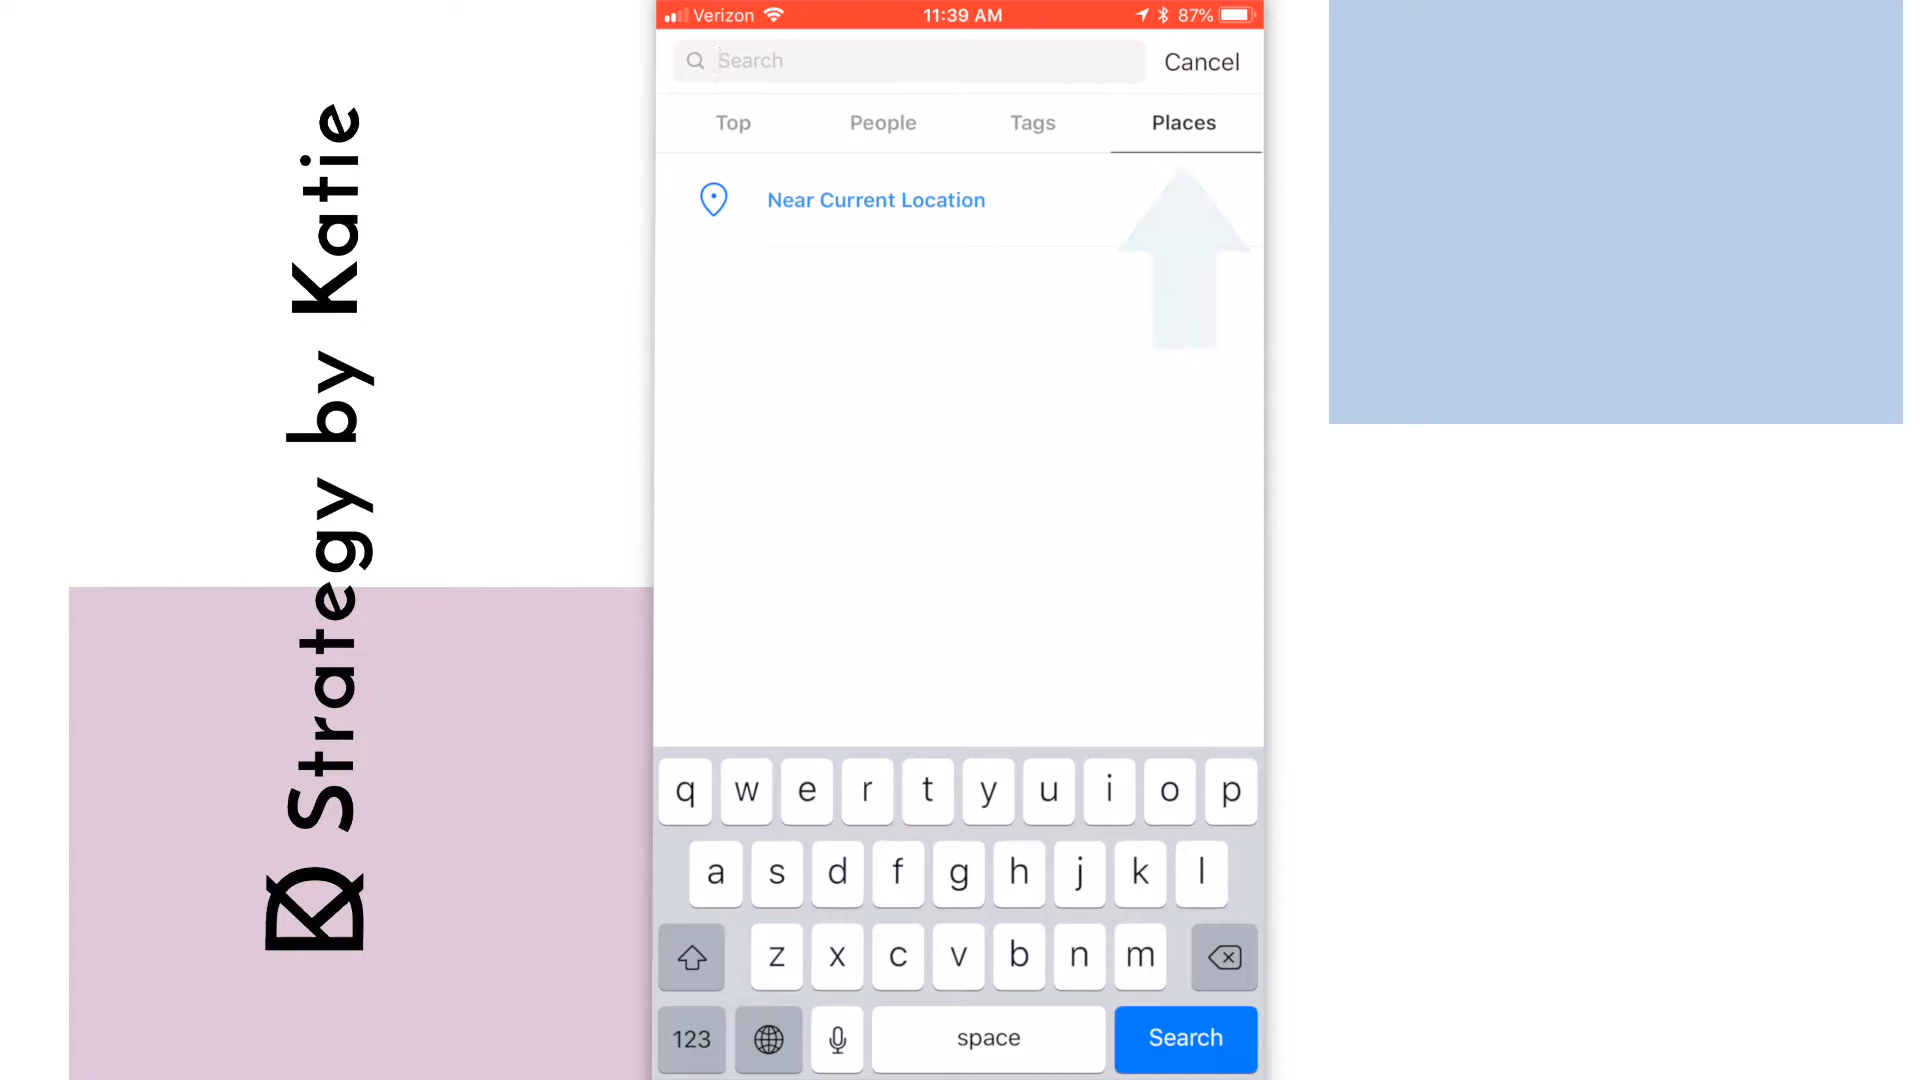 Strategy by Katie
Verizon 11:39 AM 87%
Search Cancel
Top People Tags Places
Near Current Location
q w e r t y u i o p
a s d f g h j k l
z x c v b n m
123 space Search